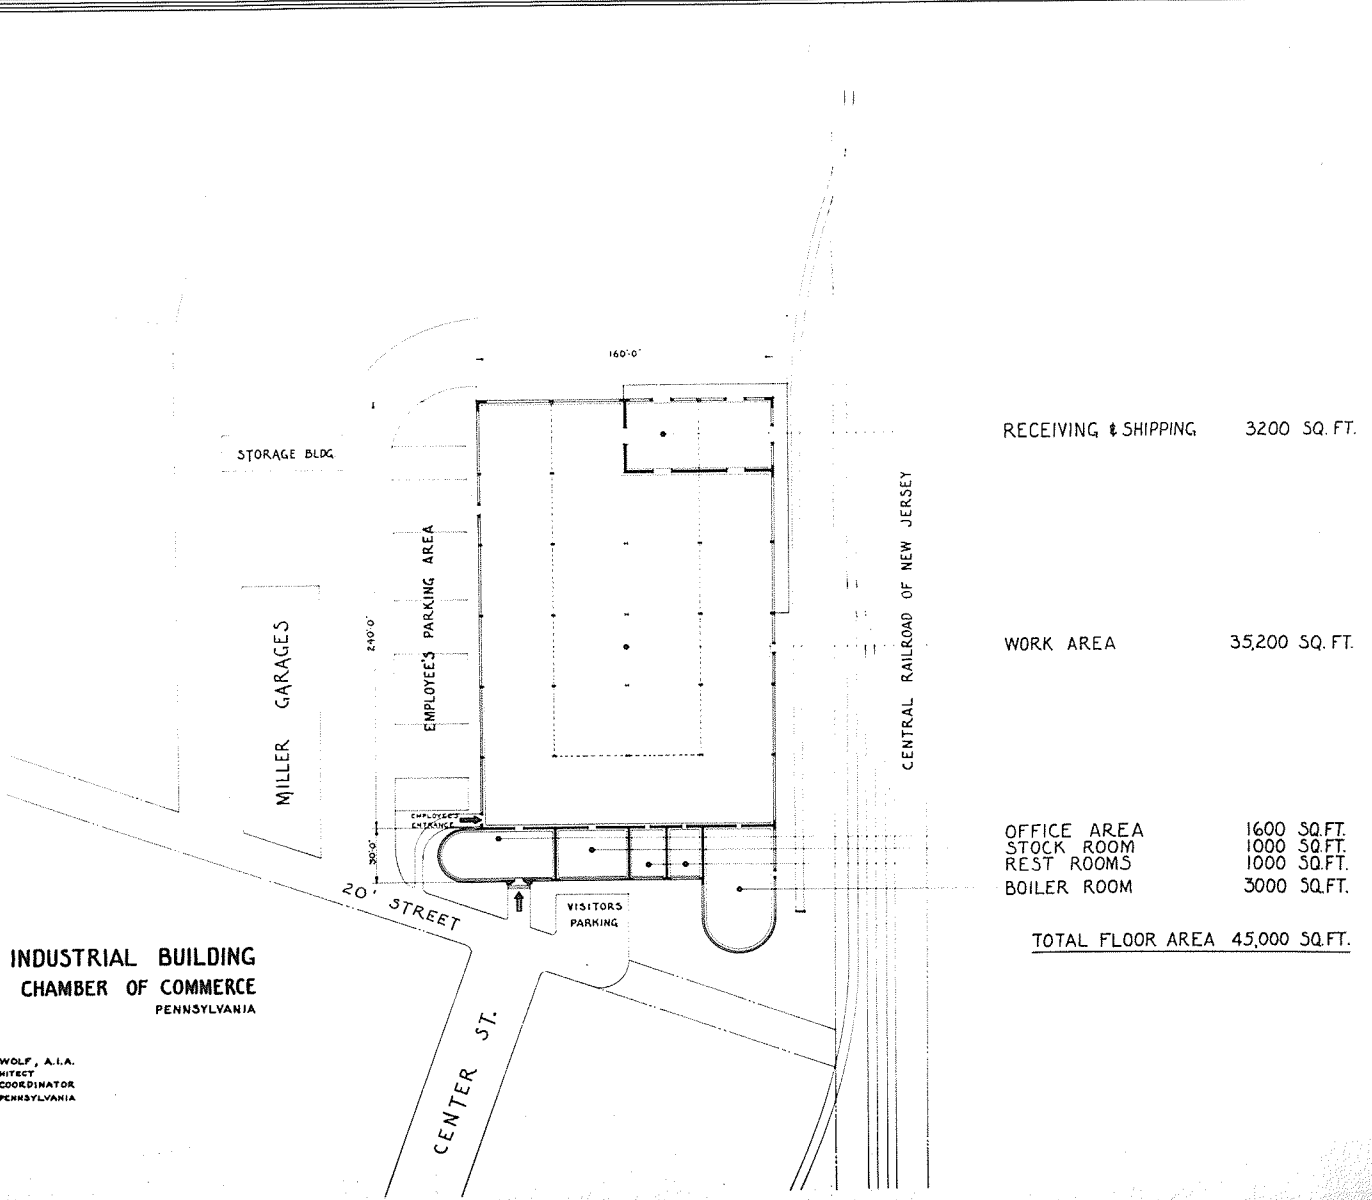 160'-0"
RECEIVING & SHIPPING 3200 SQ. FT.
STORAGE BLDG.
EMPLOYEE'S PARKING AREA
CENTRAL RAILROAD OF NEW JERSEY
240'-0"
MILLER GARAGES
WORK AREA 35,200 SQ. FT.
EMPLOYEE'S
ENTRANCE
30'-0"
OFFICE AREA 1600 SQ.FT.
STOCK ROOM 1000 SQ.FT.
REST ROOMS 1000 SQ.FT.
BOILER ROOM 3000 SQ.FT.
20' STREET
VISITORS
PARKING
TOTAL FLOOR AREA 45,000 SQ.FT.
INDUSTRIAL BUILDING
CHAMBER OF COMMERCE
PENNSYLVANIA
CENTER ST.
WOLF, A.I.A.
HITECT
COORDINATOR
PENNSYLVANIA